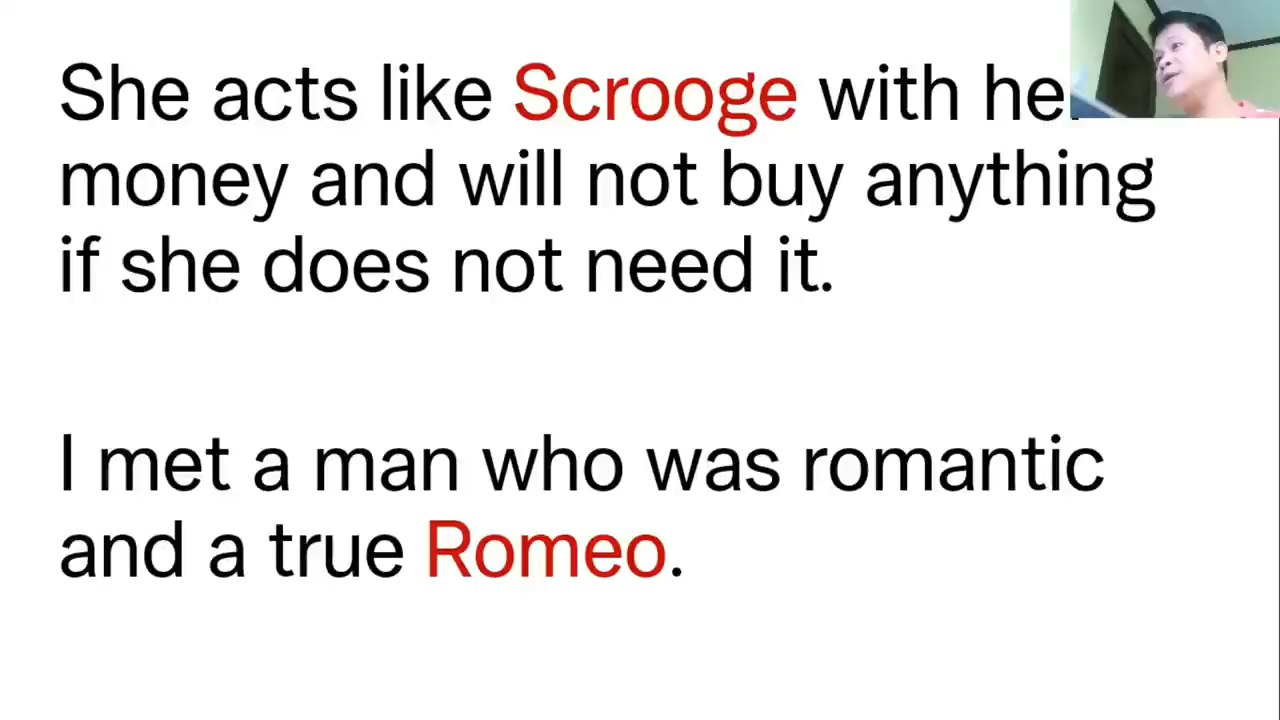 She acts like Scrooge with
money and will not buy anything
if she does not need it.
I met a man who was romantic
and a true Romeo.